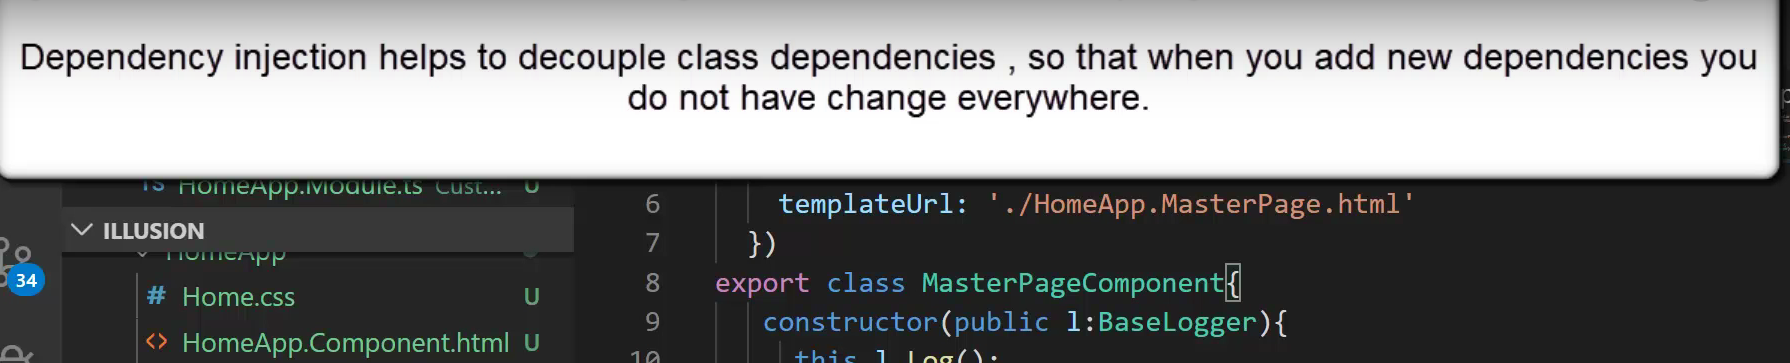 Dependency injection helps to decouple class dependencies , so that when you add new dependencies you
do not have change everywhere.
TS HomeApp.Module.ts Cust... U
6 templateUrl: './HomeApp.MasterPage.html'
ILLUSION
7 })
HomeApp
34
8 export class MasterPageComponent{
# Home.css U
9 constructor(public l:BaseLogger){
<> HomeApp.Component.html U
10 this.l.Log();